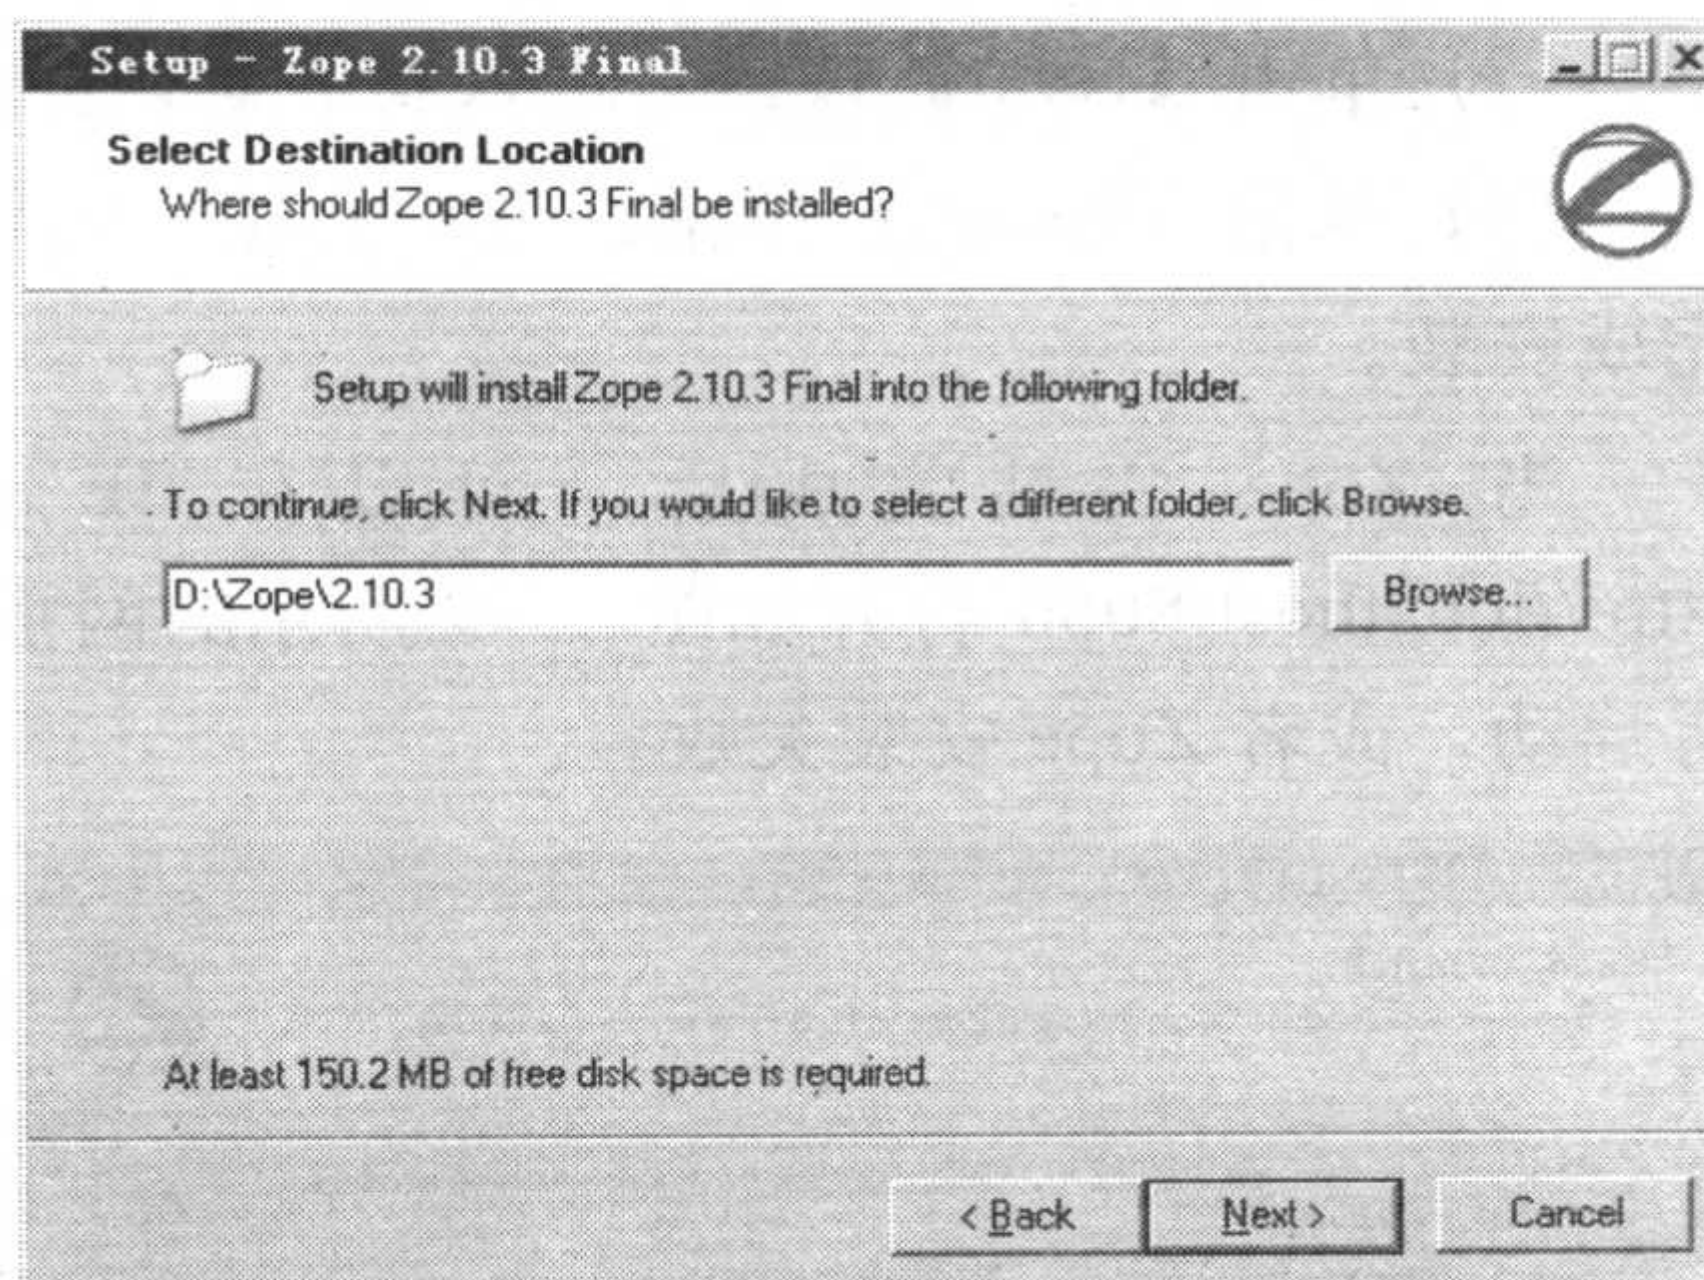 Setup - Zope 2.10.3 Final
Select Destination Location
Where should Zope 2.10.3 Final be installed?
Setup will install Zope 2.10.3 Final into the following folder.
To continue, click Next. If you would like to select a different folder, click Browse.
D:\Zope\2.10.3
Browse...
At least 150.2 MB of free disk space is required.
< Back
Next >
Cancel